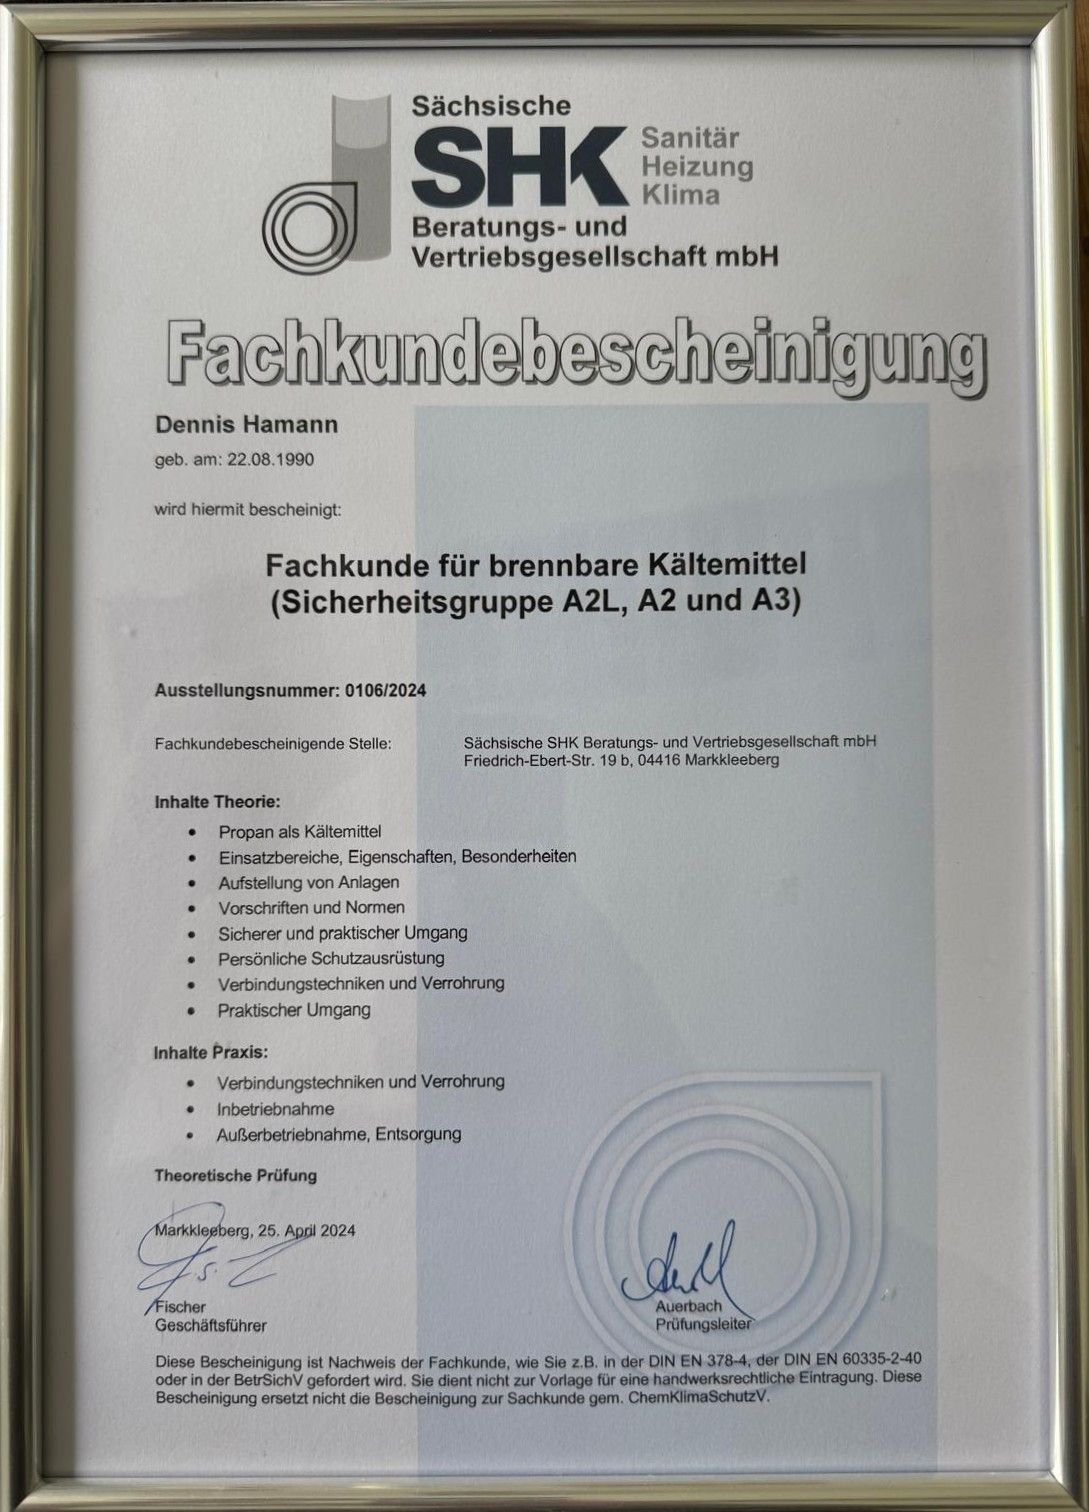 Sächsische
SHK
Sanitär
Heizung
Klima
Beratungs- und
Vertriebsgesellschaft mbH
Fachkundebescheinigung
Dennis Hamann
geb. am: 22.08.1990
wird hiermit bescheinigt:
Fachkunde für brennbare Kältemittel
(Sicherheitsgruppe A2L, A2 und A3)
Ausstellungsnummer: 0106/2024
Fachkundebescheinigende Stelle: Sächsische SHK Beratungs- und Vertriebsgesellschaft mbH
Friedrich-Ebert-Str. 19 b, 04416 Markkleeberg
Inhalte Theorie:
• Propan als Kältemittel
• Einsatzbereiche, Eigenschaften, Besonderheiten
• Aufstellung von Anlagen
• Vorschriften und Normen
• Sicherer und praktischer Umgang
• Persönliche Schutzausrüstung
• Verbindungstechniken und Verrohrung
• Praktischer Umgang
Inhalte Praxis:
• Verbindungstechniken und Verrohrung
• Inbetriebnahme
• Außerbetriebnahme, Entsorgung
Theoretische Prüfung
Markkleeberg, 25. April 2024
Fischer
Geschäftsführer
Auerbach
Prüfungsleiter
Diese Bescheinigung ist Nachweis der Fachkunde, wie Sie z.B. in der DIN EN 378-4, der DIN EN 60335-2-40
oder in der BetrSichV gefordert wird. Sie dient nicht zur Vorlage für eine handwerksrechtliche Eintragung. Diese
Bescheinigung ersetzt nicht die Bescheinigung zur Sachkunde gem. ChemKlimaSchutzV.